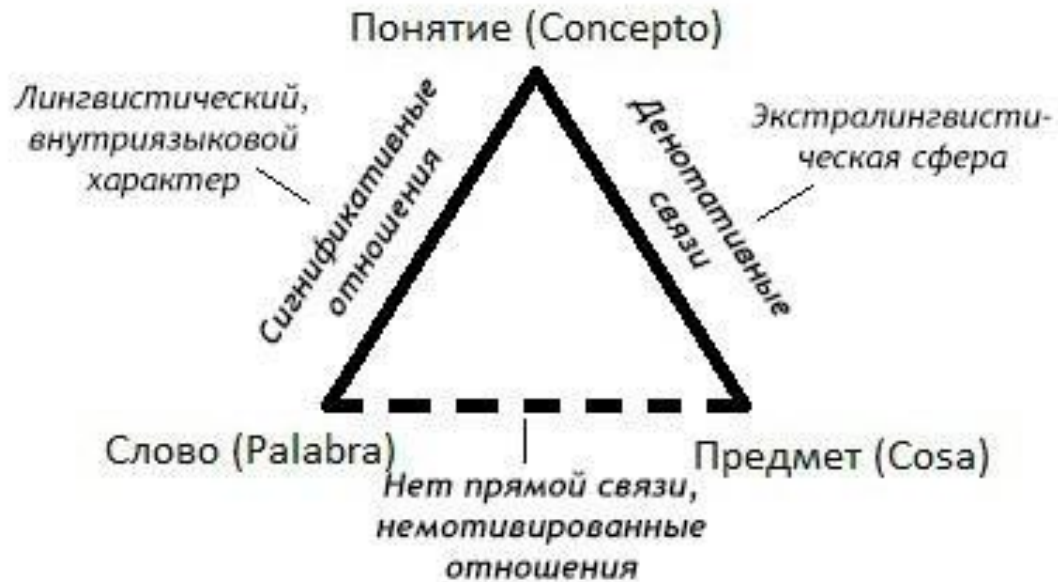 Понятие (Concepto)
Лингвистический,
внутриязыковой
характер
Сигнификативные
отношения
Денотативные
связи
Экстралингвисти-
ческая сфера
Слово (Palabra)
Предмет (Cosa)
Нет прямой связи,
немотивированные
отношения